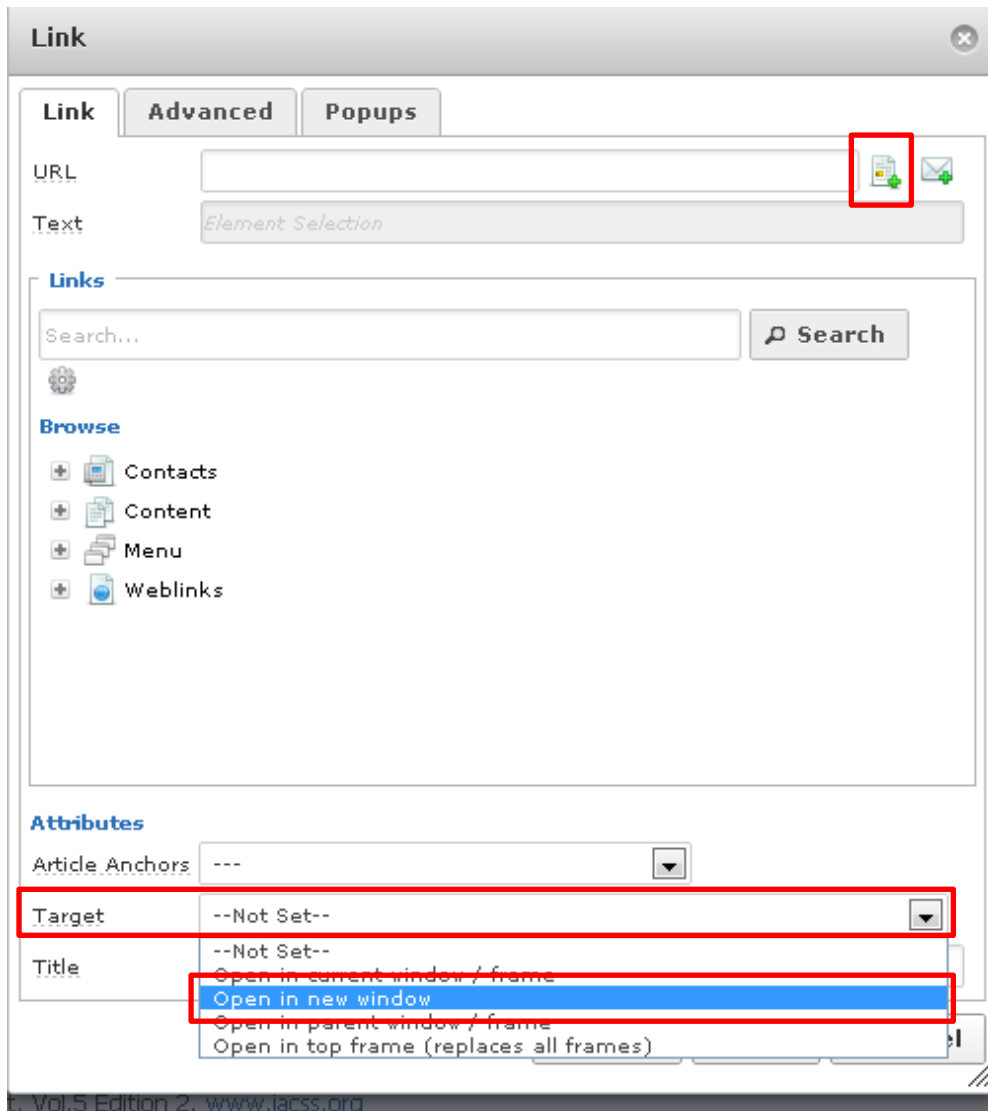 Link
Link Advanced Popups
URL
Text Element Selection
Links
Search... Search
Browse
Contacts
Content
Menu
Weblinks
Attributes
Article Anchors ---
Target --Not Set--
--Not Set--
Title Open in current window / frame
Open in new window
Open in parent window / frame
Open in top frame (replaces all frames)
t, Vol.5 Edition 2, www.iacss.org